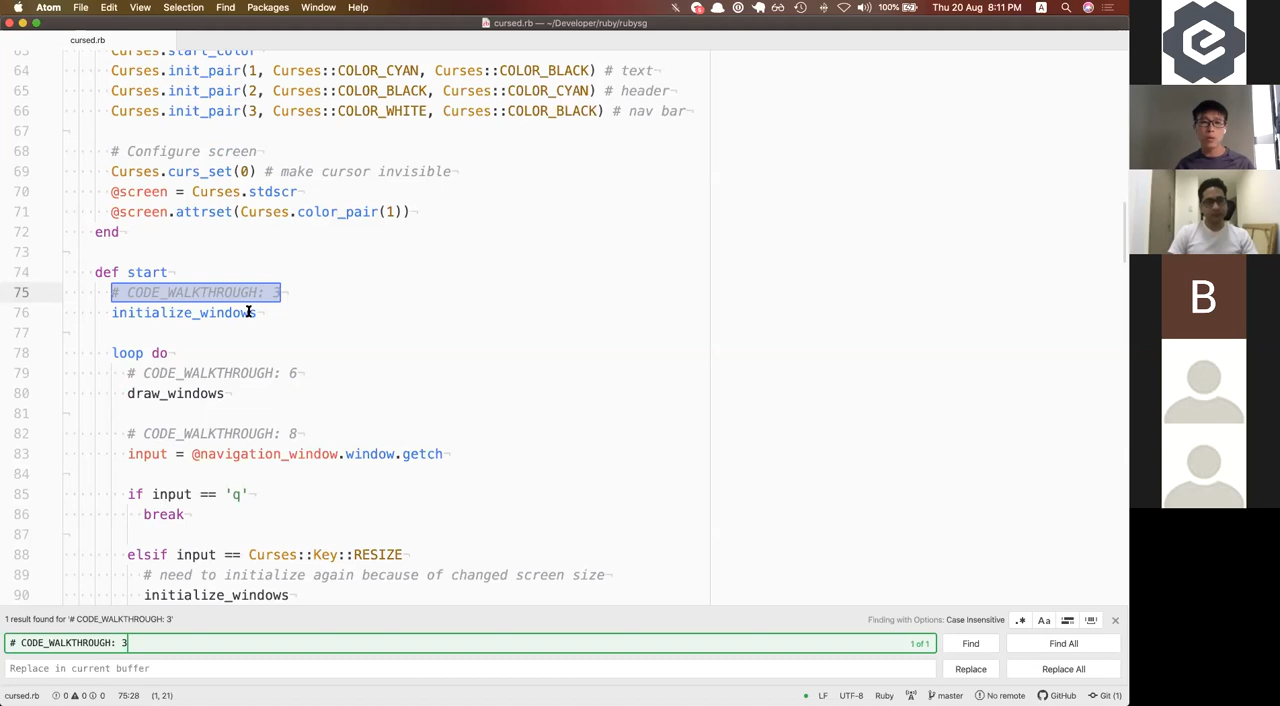 Atom File Edit View Selection Find Packages Window Help 100% Thu 20 Aug 8:11 PM A
cursed.rb — ~/Developer/ruby/rubysg
cursed.rb
63 Curses.start_color
64 Curses.init_pair(1, Curses::COLOR_CYAN, Curses::COLOR_BLACK) # text
65 Curses.init_pair(2, Curses::COLOR_BLACK, Curses::COLOR_CYAN) # header
66 Curses.init_pair(3, Curses::COLOR_WHITE, Curses::COLOR_BLACK) # nav bar
67
68 # Configure screen
69 Curses.curs_set(0) # make cursor invisible
70 @screen = Curses.stdscr
71 @screen.attrset(Curses.color_pair(1))
72 end
73
74 def start
75 # CODE_WALKTHROUGH: 3
76 initialize_windows
77
78 loop do
79 # CODE_WALKTHROUGH: 6
80 draw_windows
81
82 # CODE_WALKTHROUGH: 8
83 input = @navigation_window.window.getch
84
85 if input == 'q'
86 break
87
88 elsif input == Curses::Key::RESIZE
89 # need to initialize again because of changed screen size
90 initialize_windows
1 result found for '# CODE_WALKTHROUGH: 3' Finding with Options: Case Insensitive .* Aa
# CODE_WALKTHROUGH: 3 1 of 1 Find Find All
Replace in current buffer Replace Replace All
cursed.rb 0 0 0 75:28 (1, 21) LF UTF-8 Ruby master No remote GitHub Git (1)
B